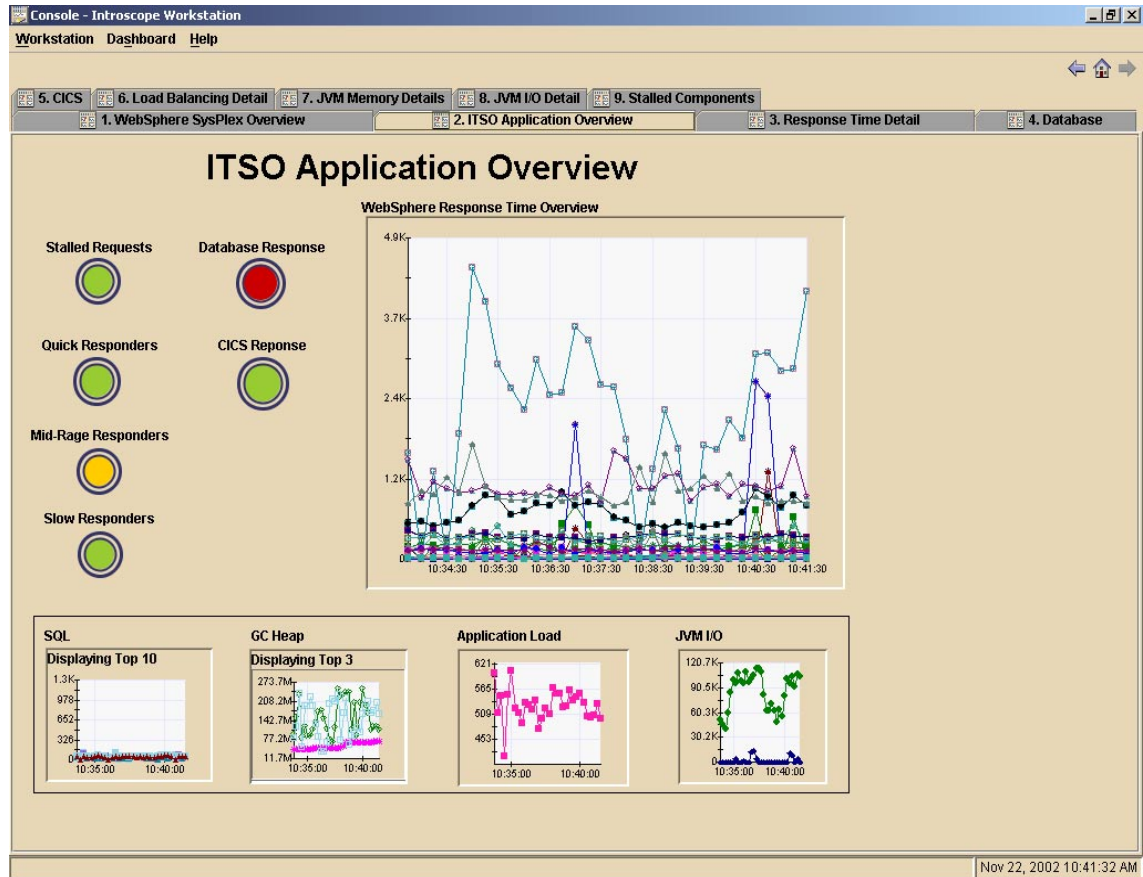 Console - Introscope Workstation
Workstation Dashboard Help
5. CICS 6. Load Balancing Detail 7. JVM Memory Details 8. JVM I/O Detail 9. Stalled Components
1. WebSphere SysPlex Overview 2. ITSO Application Overview 3. Response Time Detail 4. Database
ITSO Application Overview
WebSphere Response Time Overview
Stalled Requests Database Response
Quick Responders CICS Reponse
Mid-Rage Responders
Slow Responders
4.9K
3.7K
2.4K
1.2K
0
10:34:30 10:35:30 10:36:30 10:37:30 10:38:30 10:39:30 10:40:30 10:41:30
SQL
Displaying Top 10
1.3K
978
652
326
0
10:35:00 10:40:00
GC Heap
Displaying Top 3
273.7M
208.2M
142.7M
77.2M
11.7M
10:35:00 10:40:00
Application Load
621
565
509
453
10:35:00 10:40:00
JVM I/O
120.7K
90.5K
60.3K
30.2K
0
10:35:00 10:40:00
Nov 22, 2002 10:41:32 AM